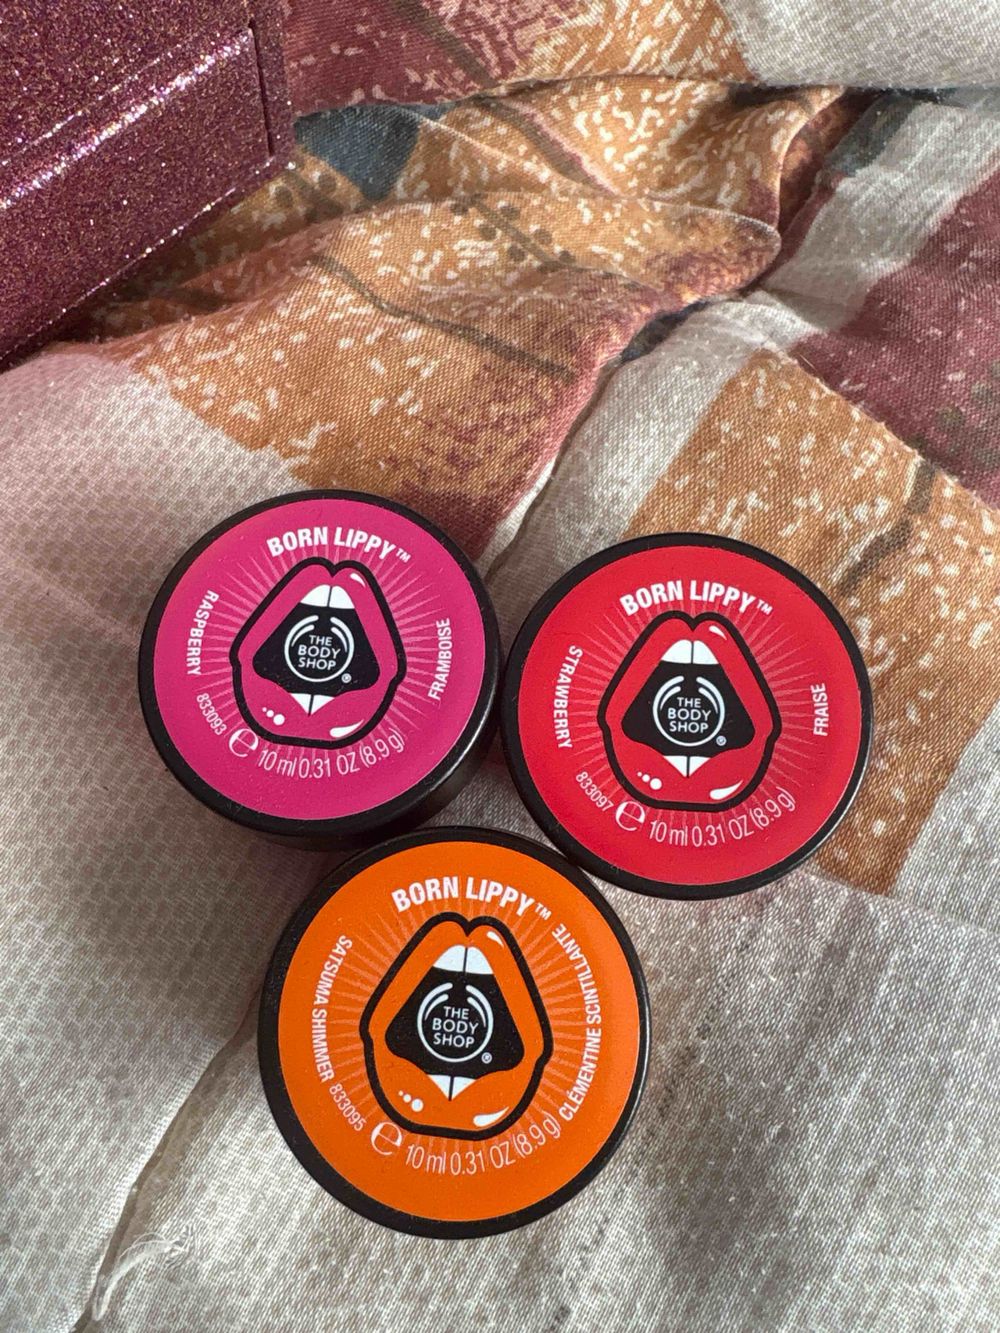 BORN LIPPY™
RASPBERRY
FRAMBOISE
THE
BODY
SHOP®
833093
e 10 ml 0.31 OZ (8.9 g)
BORN LIPPY™
STRAWBERRY
FRAISE
THE
BODY
SHOP®
833097
e 10 ml 0.31 OZ (8.9 g)
BORN LIPPY™
SATSUMA SHIMMER
CLÉMENTINE SCINTILLANTE
THE
BODY
SHOP®
833095
e 10 ml 0.31 OZ (8.9 g)